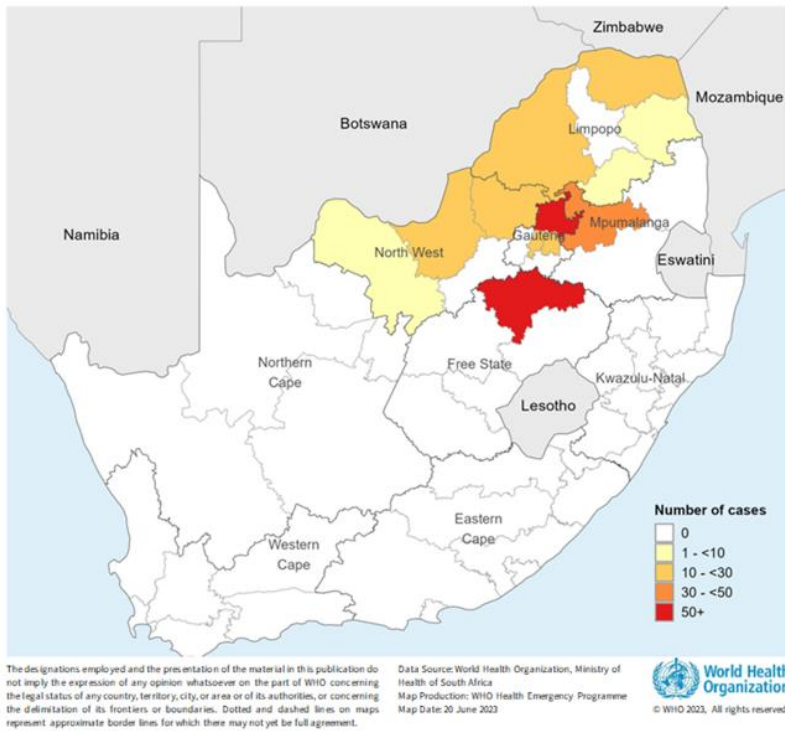 Zimbabwe
Mozambique
Botswana
Limpopo
Namibia
Mpumalanga
Gauteng
North West
Eswatini
Northern
Cape
Free State
Kwazulu-Natal
Lesotho
Eastern
Cape
Western
Cape
Number of cases
0
1 - <10
10 - <30
30 - <50
50+
The designations employed and the presentation of the material in this publication do
not imply the expression of any opinion whatsoever on the part of WHO concerning
the legal status of any country, territory, city, or area or of its authorities, or concerning
the delimitation of its frontiers or boundaries. Dotted and dashed lines on maps
represent approximate border lines for which there may not yet be full agreement.
Data Source: World Health Organization, Ministry of
Health of South Africa
Map Production: WHO Health Emergency Programme
Map Date: 20 June 2023
World Health
Organization
© WHO 2023, All rights reserved.